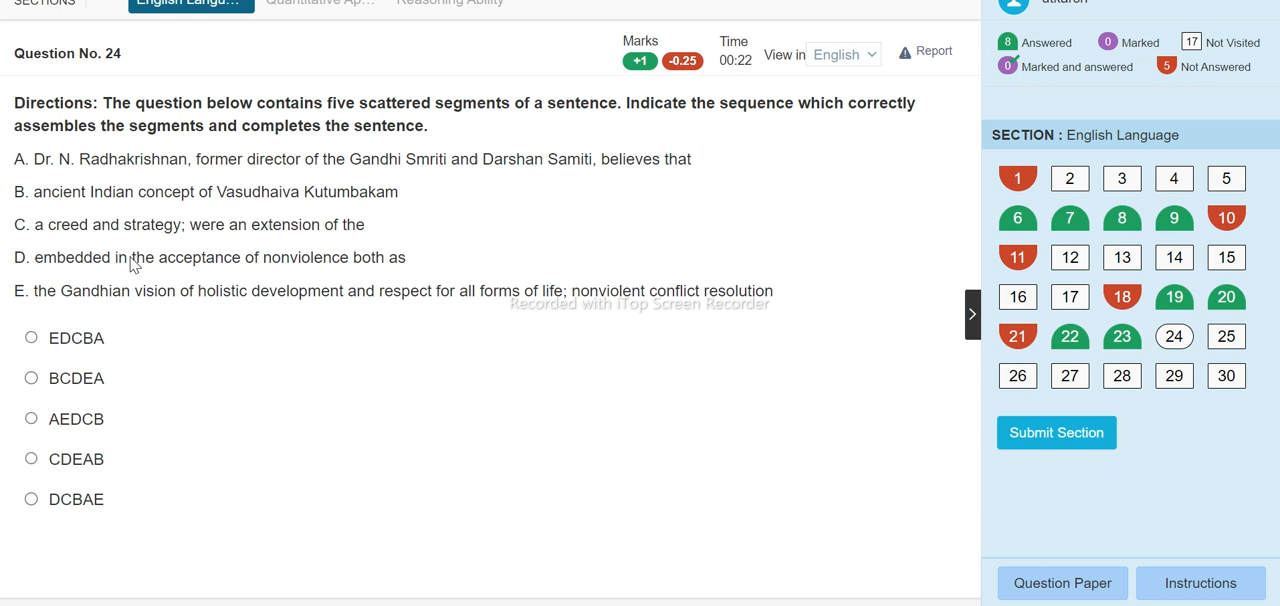 SECTIONS English Langu... Quantitative Ap... Reasoning Ability
utkarsh
Question No. 24
Marks
+1 -0.25
Time
00:22
View in English
Report
8 Answered 0 Marked 17 Not Visited
0 Marked and answered 5 Not Answered
Directions: The question below contains five scattered segments of a sentence. Indicate the sequence which correctly
assembles the segments and completes the sentence.
A. Dr. N. Radhakrishnan, former director of the Gandhi Smriti and Darshan Samiti, believes that
B. ancient Indian concept of Vasudhaiva Kutumbakam
C. a creed and strategy; were an extension of the
D. embedded in the acceptance of nonviolence both as
E. the Gandhian vision of holistic development and respect for all forms of life; nonviolent conflict resolution
Recorded with iTop Screen Recorder
EDCBA
BCDEA
AEDCB
CDEAB
DCBAE
SECTION : English Language
1 2 3 4 5
6 7 8 9 10
11 12 13 14 15
16 17 18 19 20
21 22 23 24 25
26 27 28 29 30
Submit Section
Question Paper Instructions